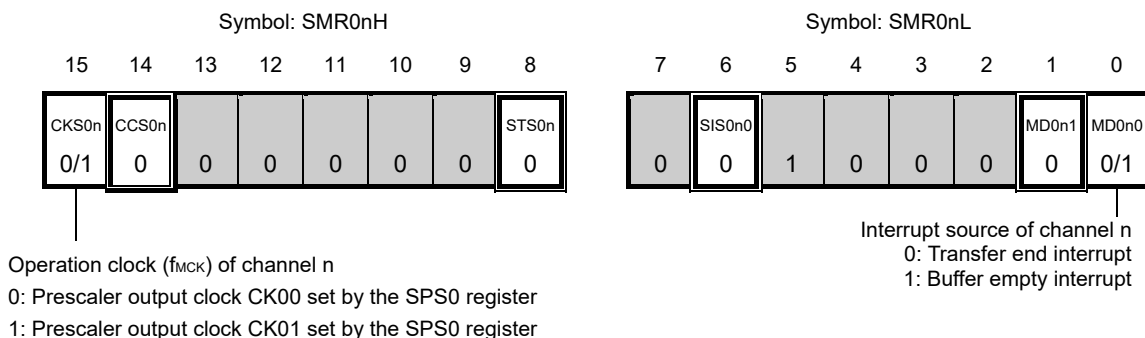 Symbol: SMR0nH Symbol: SMR0nL
15 14 13 12 11 10 9 8 7 6 5 4 3 2 1 0
CKS0n CCS0n STS0n SIS0n0 MD0n1 MD0n0
0/1 0 0 0 0 0 0 0 0 0 1 0 0 0 0 0/1
Interrupt source of channel n
Operation clock (fMCK) of channel n
0: Transfer end interrupt
0: Prescaler output clock CK00 set by the SPS0 register
1: Buffer empty interrupt
1: Prescaler output clock CK01 set by the SPS0 register